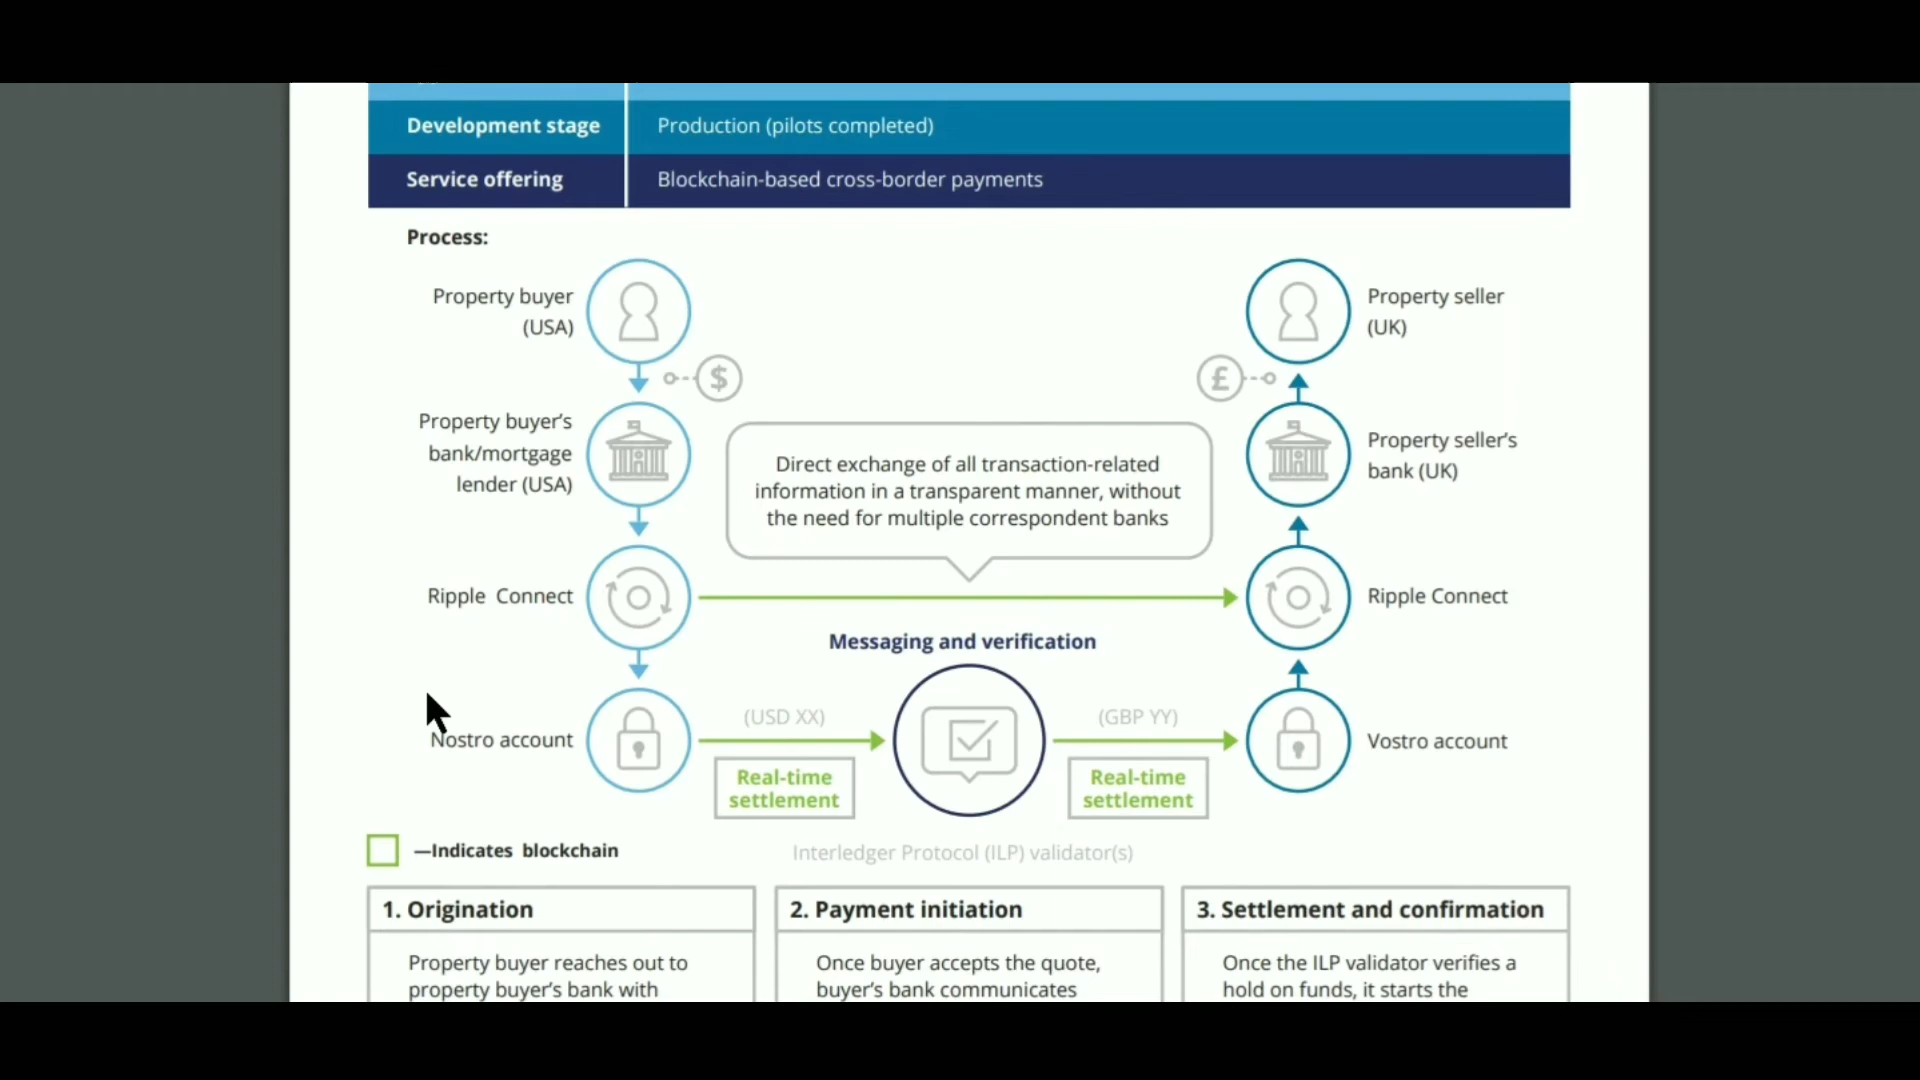 Development stage
Production (pilots completed)
Service offering
Blockchain-based cross-border payments
Process:
Property buyer
(USA)
Property seller
(UK)
$
£
Property buyer's
bank/mortgage
lender (USA)
Property seller's
bank (UK)
Direct exchange of all transaction-related
information in a transparent manner, without
the need for multiple correspondent banks
Ripple Connect
Ripple Connect
Messaging and verification
Nostro account
(USD XX)
(GBP YY)
Vostro account
Real-time
settlement
Real-time
settlement
—Indicates blockchain
Interledger Protocol (ILP) validator(s)
1. Origination
Property buyer reaches out to
property buyer's bank with
2. Payment initiation
Once buyer accepts the quote,
buyer's bank communicates
3. Settlement and confirmation
Once the ILP validator verifies a
hold on funds, it starts the